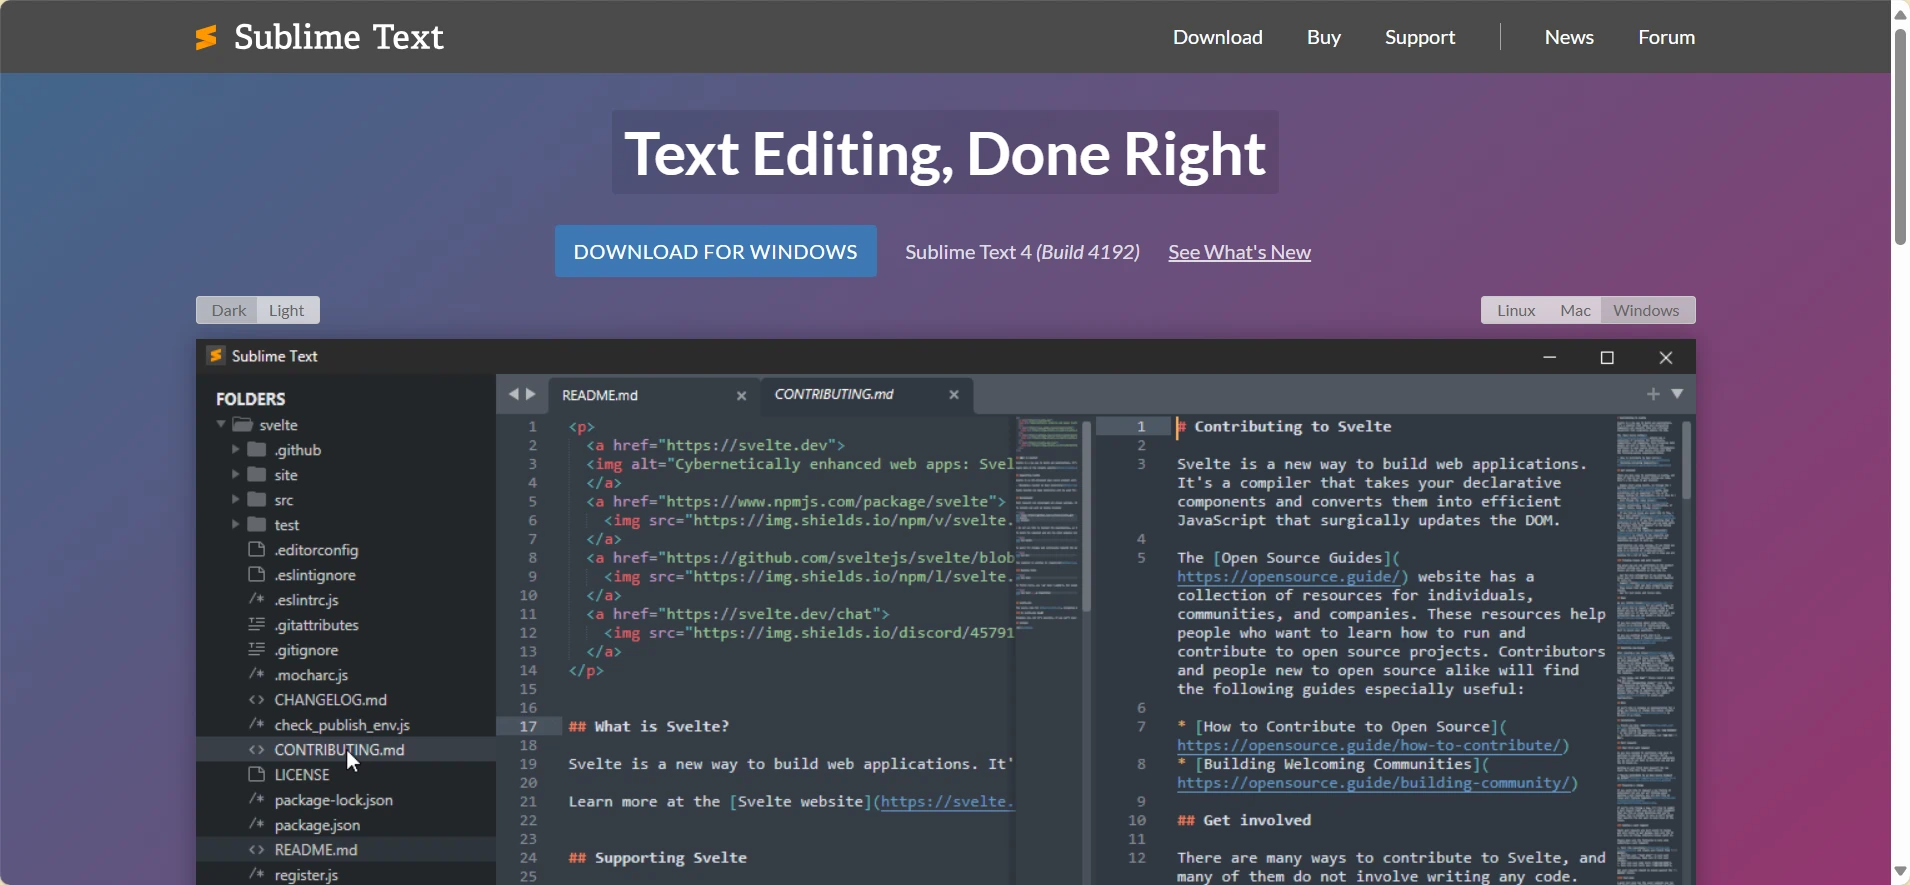 Sublime Text
Download Buy Support News Forum
Text Editing, Done Right
DOWNLOAD FOR WINDOWS Sublime Text 4 (Build 4192) See What's New
Dark Light
Linux Mac Windows
Sublime Text
FOLDERS
svelte
.github
site
src
test
.editorconfig
.eslintignore
/* .eslintrc.js
.gitattributes
.gitignore
/* .mocharc.js
<> CHANGELOG.md
/* check_publish_env.js
<> CONTRIBUTING.md
LICENSE
/* package-lock.json
/* package.json
<> README.md
/* register.js
README.md
CONTRIBUTING.md
1 <p>
2 <a href="https://svelte.dev">
3 <img alt="Cybernetically enhanced web apps: Svel
4 </a>
5 <a href="https://www.npmjs.com/package/svelte">
6 <img src="https://img.shields.io/npm/v/svelte.
7 </a>
8 <a href="https://github.com/sveltejs/svelte/blob
9 <img src="https://img.shields.io/npm/l/svelte.
10 </a>
11 <a href="https://svelte.dev/chat">
12 <img src="https://img.shields.io/discord/45791
13 </a>
14 </p>
15
16
17 ## What is Svelte?
18
19 Svelte is a new way to build web applications. It'
20
21 Learn more at the [Svelte website](https://svelte.
22
23
24 ## Supporting Svelte
25
1 # Contributing to Svelte
2
3 Svelte is a new way to build web applications.
It's a compiler that takes your declarative
components and converts them into efficient
JavaScript that surgically updates the DOM.
4
5 The [Open Source Guides](
https://opensource.guide/) website has a
collection of resources for individuals,
communities, and companies. These resources help
people who want to learn how to run and
contribute to open source projects. Contributors
and people new to open source alike will find
the following guides especially useful:
6
7 * [How to Contribute to Open Source](
https://opensource.guide/how-to-contribute/)
8 * [Building Welcoming Communities](
https://opensource.guide/building-community/)
9
10 ## Get involved
11
12 There are many ways to contribute to Svelte, and
many of them do not involve writing any code.